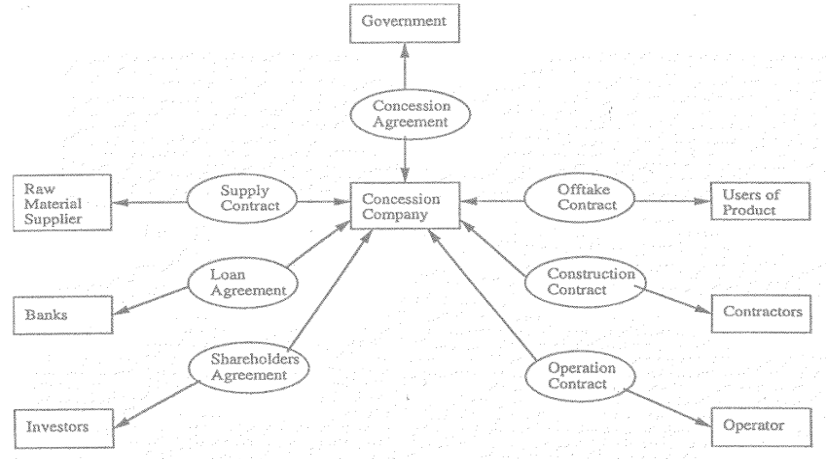 Government
Concession
Agreement
Raw
Material
Supplier
Supply
Contract
Concession
Company
Offtake
Contract
Users of
Product
Loan
Agreement
Construction
Contract
Banks
Contractors
Shareholders
Agreement
Operation
Contract
Investors
Operator